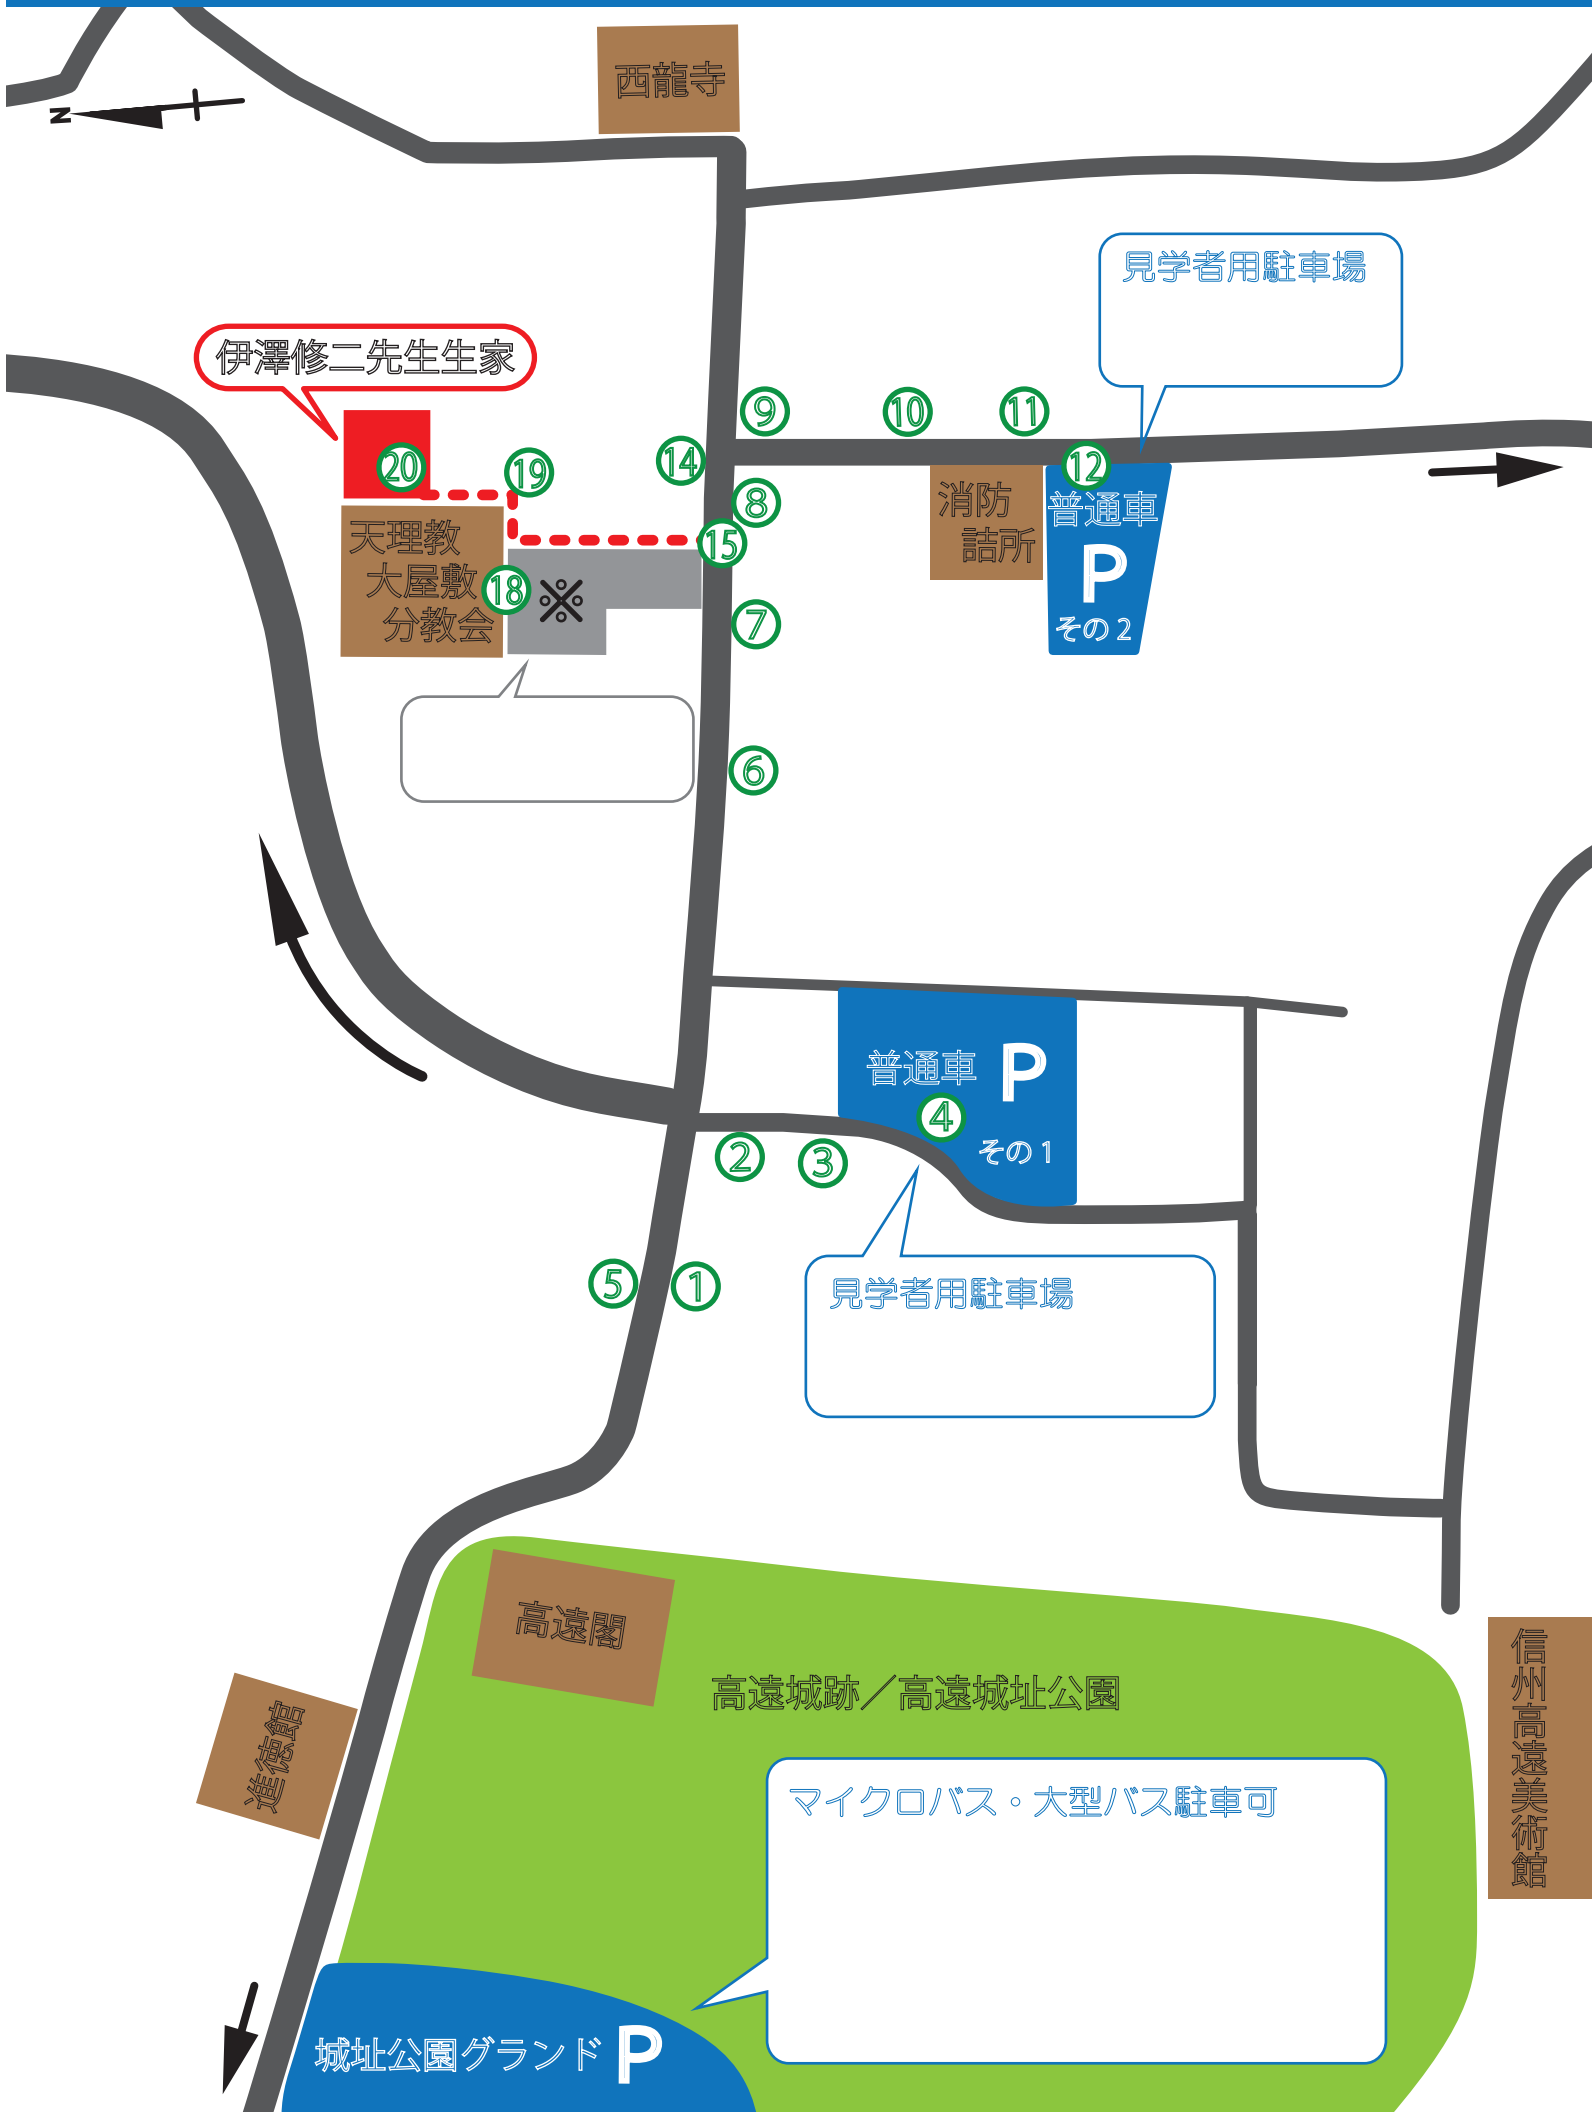 西龍寺
N
見学者用駐車場
伊澤修二先生生家
⑨
⑩
⑪
⑳
⑲
⑭
⑫
⑧
消防
詰所
普通車
P
その2
天理教
大屋敷
分教会
⑱
※
⑮
⑦
⑥
普通車 P
④
その1
②
③
⑤
①
見学者用駐車場
高遠閣
高遠城跡／高遠城址公園
進徳館
信州高遠美術館
マイクロバス・大型バス駐車可
城址公園グランド P